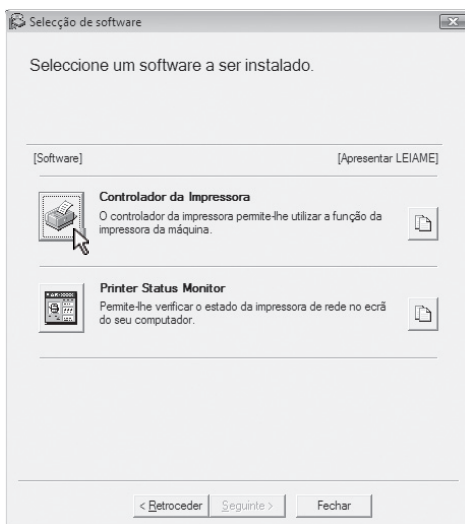 Selecção de software
Seleccione um software a ser instalado.
[Software] [Apresentar LEIAME]
Controlador da Impressora
O controlador da impressora permite-lhe utilizar a função da
impressora da máquina.
Printer Status Monitor
Permite-lhe verificar o estado da impressora de rede no ecrã
do seu computador.
< Retroceder Seguinte > Fechar